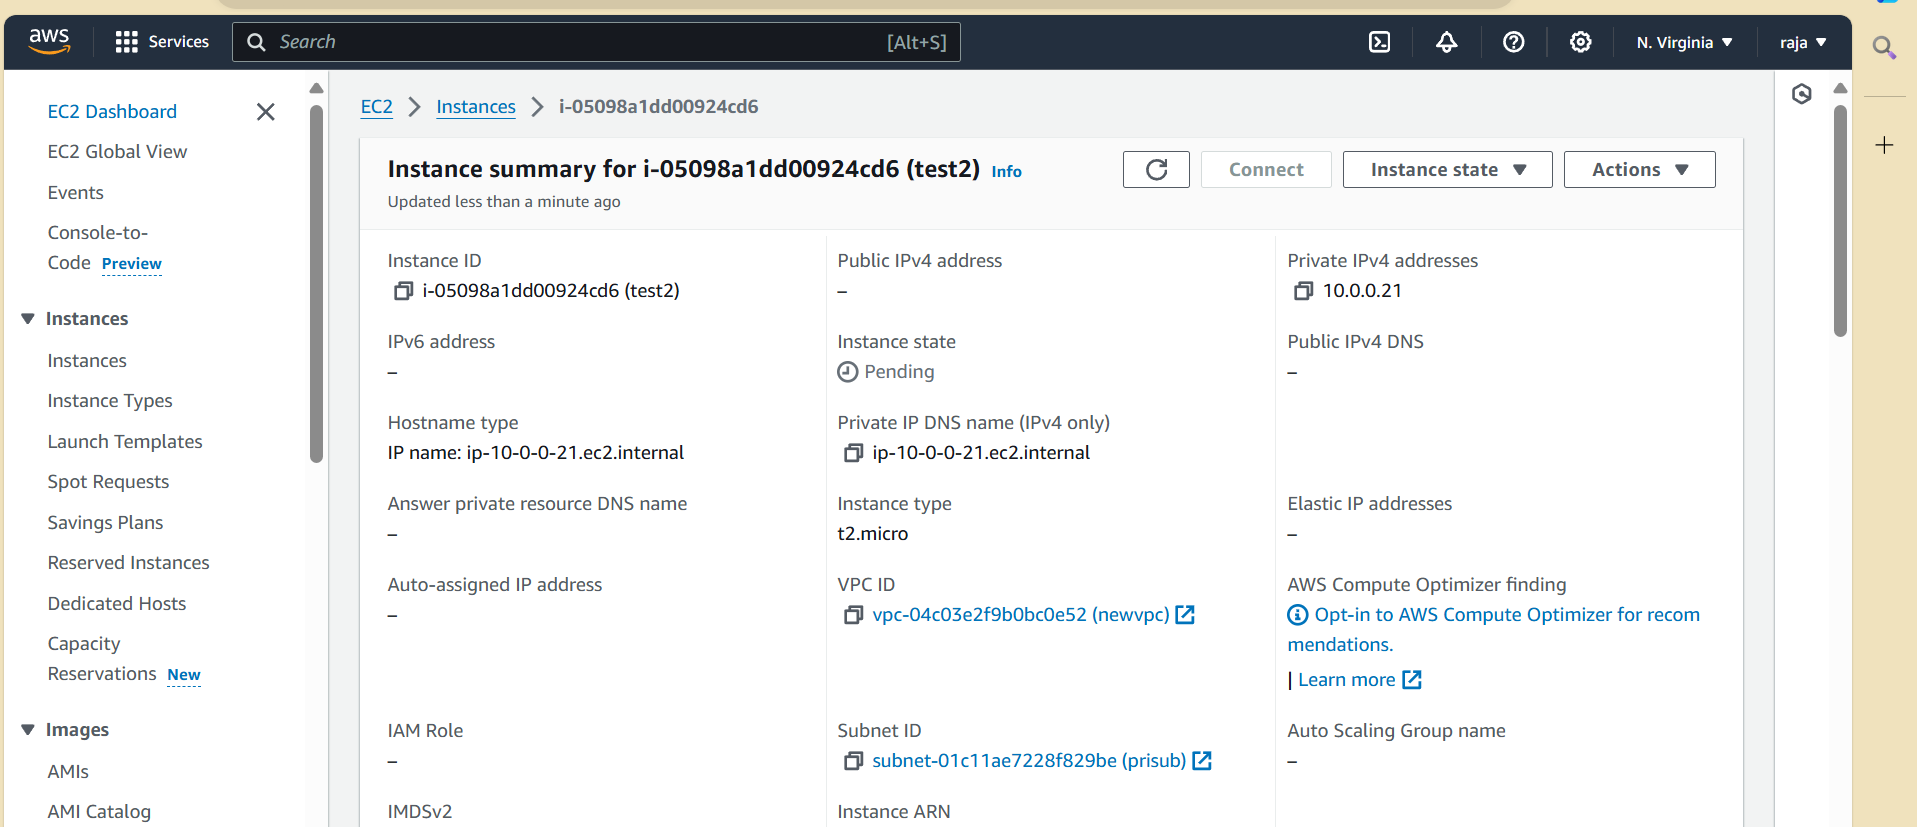 aws
Services
Search
[Alt+S]
N. Virginia
raja
EC2 Dashboard
EC2 Global View
Events
Console-to-
Code Preview
Instances
Instances
Instance Types
Launch Templates
Spot Requests
Savings Plans
Reserved Instances
Dedicated Hosts
Capacity
Reservations New
Images
AMIs
AMI Catalog
EC2 > Instances > i-05098a1dd00924cd6
Instance summary for i-05098a1dd00924cd6 (test2) Info
Updated less than a minute ago
Connect
Instance state
Actions
Instance ID
i-05098a1dd00924cd6 (test2)
Public IPv4 address
–
Private IPv4 addresses
10.0.0.21
IPv6 address
–
Instance state
Pending
Public IPv4 DNS
–
Hostname type
IP name: ip-10-0-0-21.ec2.internal
Private IP DNS name (IPv4 only)
ip-10-0-0-21.ec2.internal
Answer private resource DNS name
–
Instance type
t2.micro
Elastic IP addresses
–
Auto-assigned IP address
–
VPC ID
vpc-04c03e2f9b0bc0e52 (newvpc)
AWS Compute Optimizer finding
Opt-in to AWS Compute Optimizer for recom
mendations.
| Learn more
IAM Role
–
Subnet ID
subnet-01c11ae7228f829be (prisub)
Auto Scaling Group name
–
IMDSv2
Instance ARN